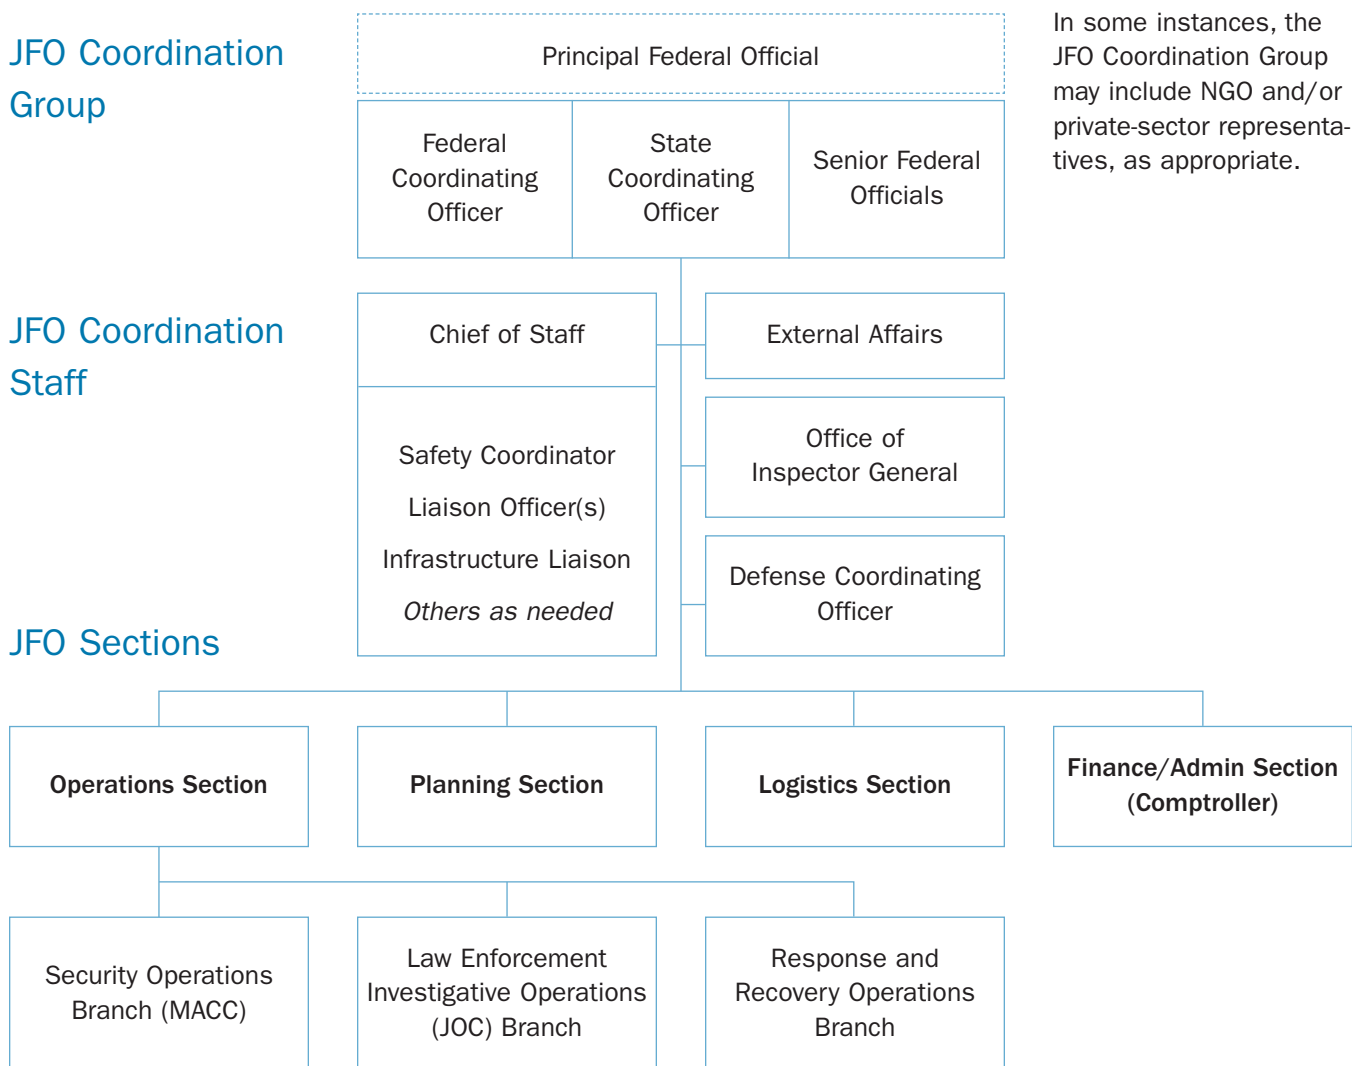 JFO Coordination
Group
Principal Federal Official
Federal
Coordinating
Officer
State
Coordinating
Officer
Senior Federal
Officials
In some instances, the
JFO Coordination Group
may include NGO and/or
private-sector representa-
tives, as appropriate.
JFO Coordination
Staff
Chief of Staff
Safety Coordinator
Liaison Officer(s)
Infrastructure Liaison
Others as needed
External Affairs
Office of
Inspector General
Defense Coordinating
Officer
JFO Sections
Operations Section
Planning Section
Logistics Section
Finance/Admin Section
(Comptroller)
Security Operations
Branch (MACC)
Law Enforcement
Investigative Operations
(JOC) Branch
Response and
Recovery Operations
Branch